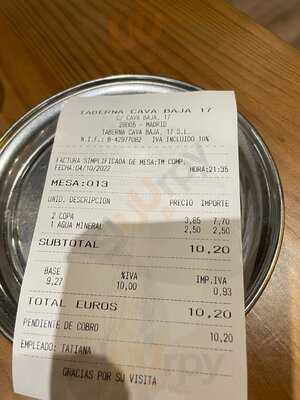 TABERNA CAVA BAJA 17
C/ CAVA BAJA, 17
28005 - MADRID
TABERNA CAVA BAJA, 17 S.L.
N.I.F.: B-42977082 IVA INCLUIDO 10%
FACTURA SIMPLIFICADA DE MESA:TM COMP.
FECHA:04/10/2022 HORA:21:35
MESA:013
UNID. DESCRIPCION PRECIO IMPORTE
2 COPA 3,85 7,70
1 AGUA MINERAL 2,50 2,50
SUBTOTAL 10,20
BASE %IVA IMP.IVA
9,27 10,00 0,93
TOTAL EUROS 10,20
PENDIENTE DE COBRO 10,20
EMPLEADO: TATIANA
GRACIAS POR SU VISITA